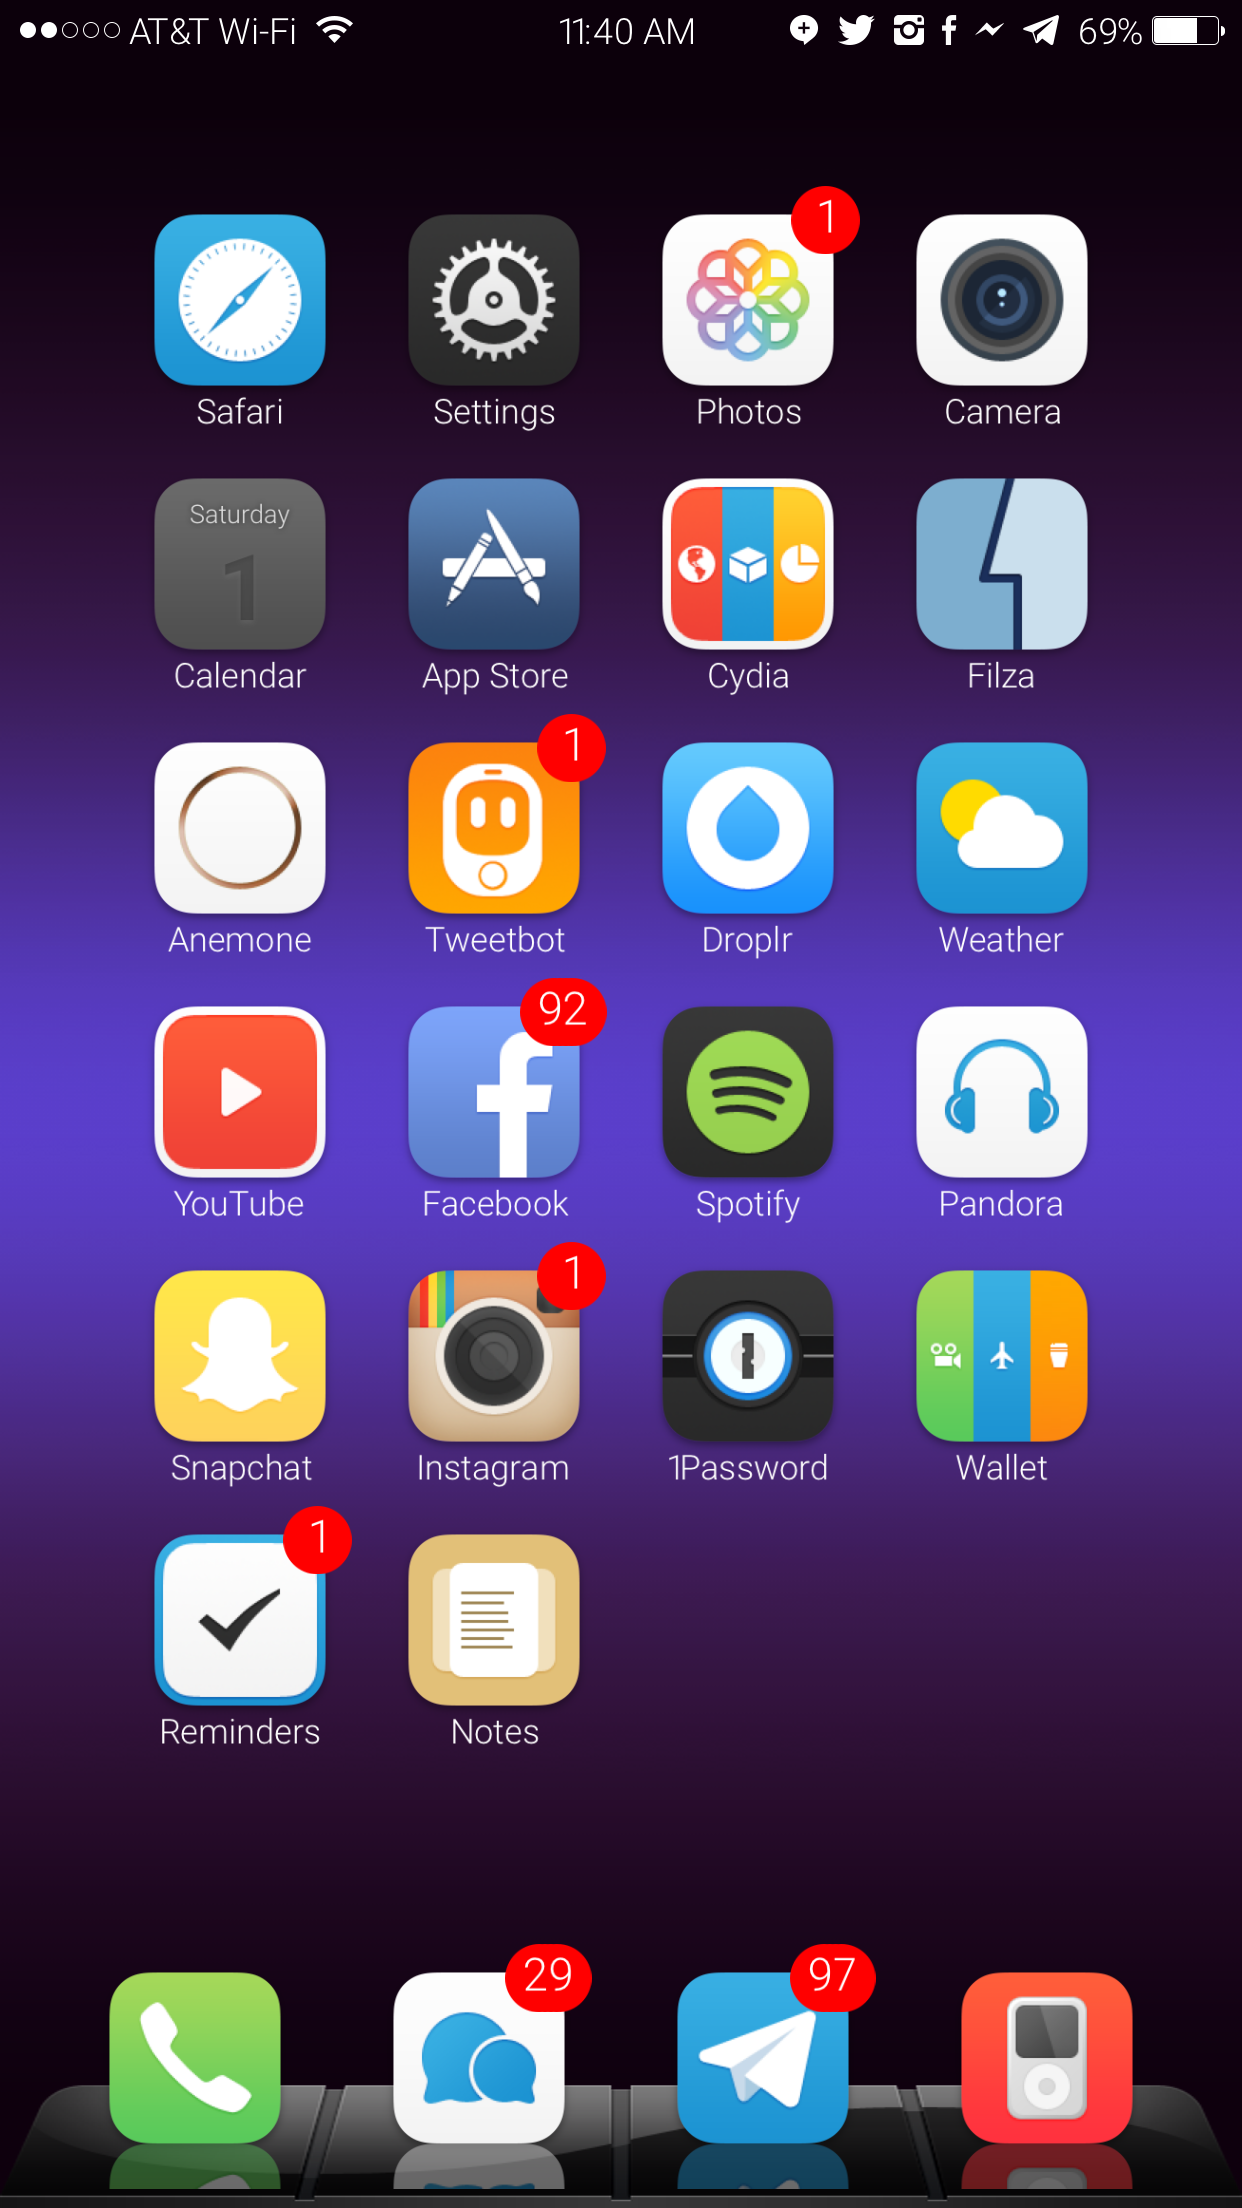 AT&T Wi-Fi 11:40 AM 69%
1
Safari Settings Photos Camera
Saturday
1
Calendar App Store Cydia Filza
1
Anemone Tweetbot Droplr Weather
92
YouTube Facebook Spotify Pandora
1
Snapchat Instagram 1Password Wallet
1
Reminders Notes
29 97